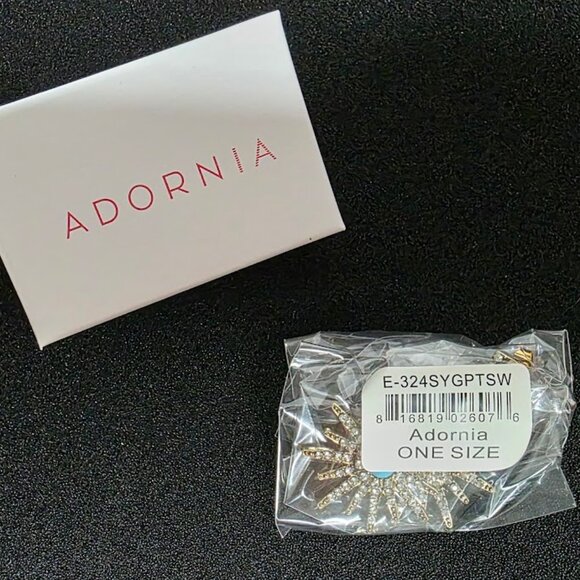 ADORNIA
E-324SYGPTSW
8 16819 02607 6
Adornia
ONE SIZE